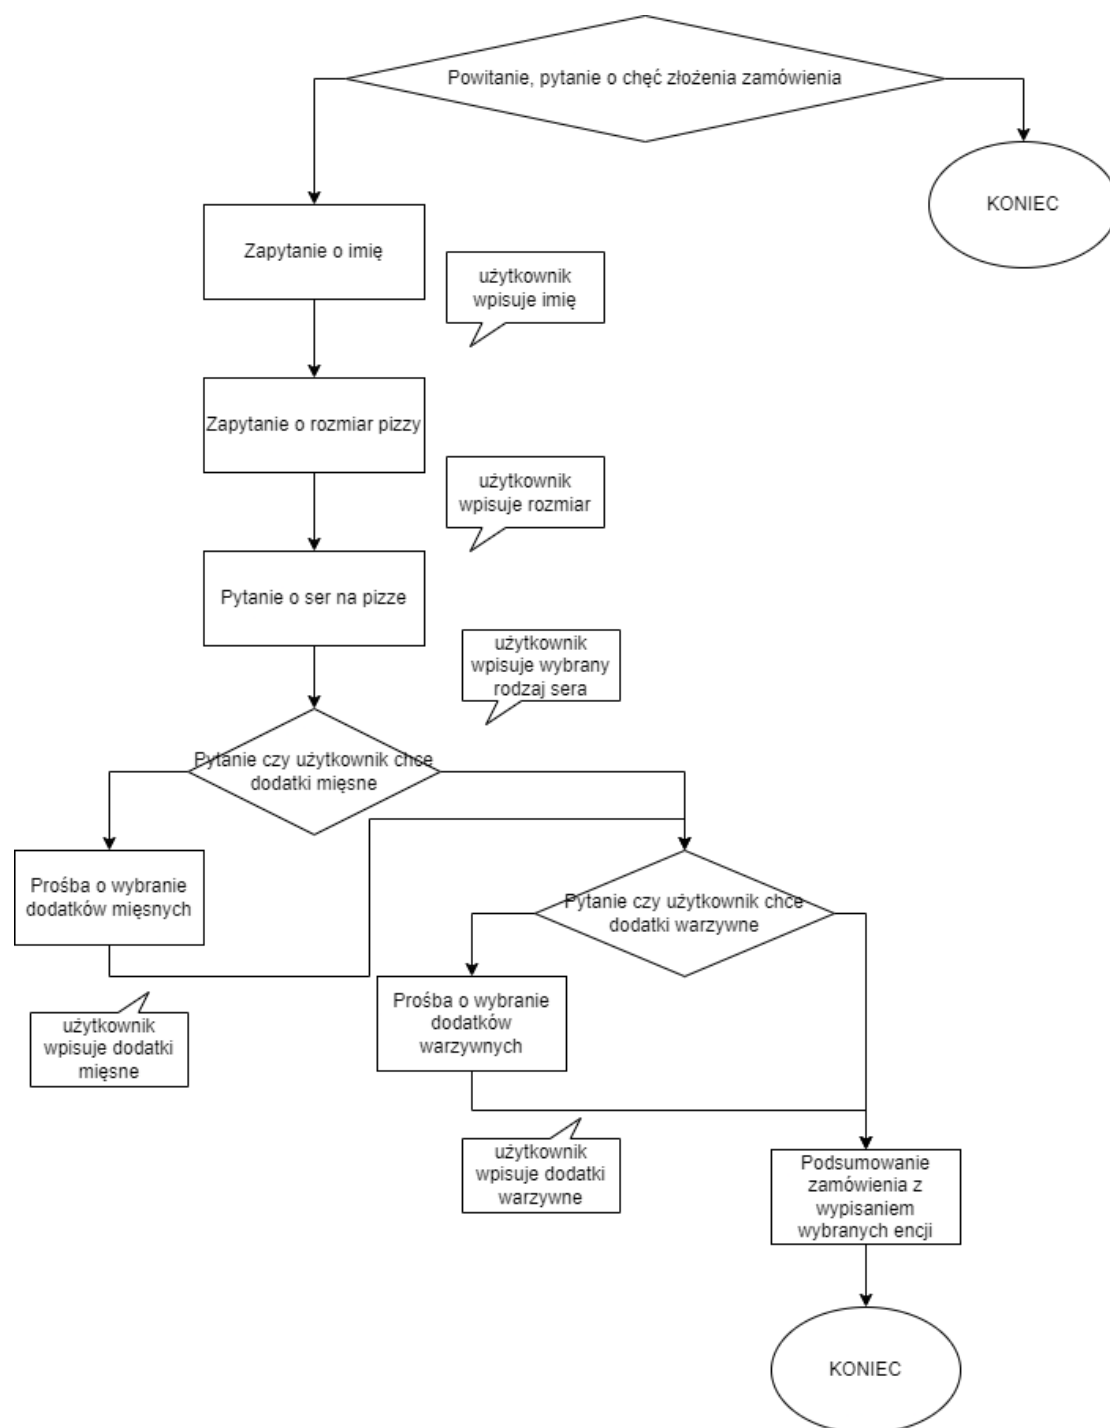 Powitanie, pytanie o chęć złożenia zamówienia
KONIEC
Zapytanie o imię
użytkownik
wpisuje imię
Zapytanie o rozmiar pizzy
użytkownik
wpisuje rozmiar
Pytanie o ser na pizze
użytkownik
wpisuje wybrany
rodzaj sera
Pytanie czy użytkownik chce
dodatki mięsne
Prośba o wybranie
dodatków mięsnych
Pytanie czy użytkownik chce
dodatki warzywne
użytkownik
wpisuje dodatki
mięsne
Prośba o wybranie
dodatków
warzywnych
użytkownik
wpisuje dodatki
warzywne
Podsumowanie
zamówienia z
wypisaniem
wybranych encji
KONIEC